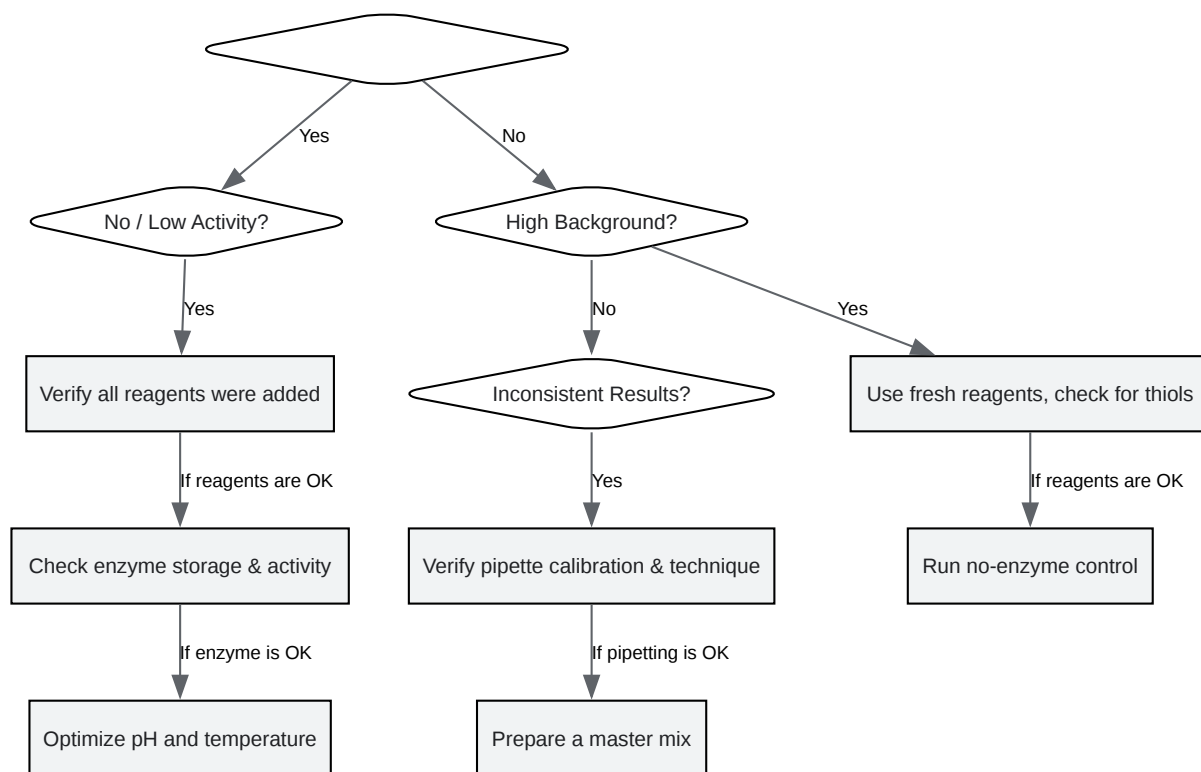 Yes
No
No / Low Activity?
High Background?
Yes
No
Yes
Verify all reagents were added
Inconsistent Results?
Use fresh reagents, check for thiols
If reagents are OK
Yes
If reagents are OK
Check enzyme storage & activity
Verify pipette calibration & technique
Run no-enzyme control
If enzyme is OK
If pipetting is OK
Optimize pH and temperature
Prepare a master mix